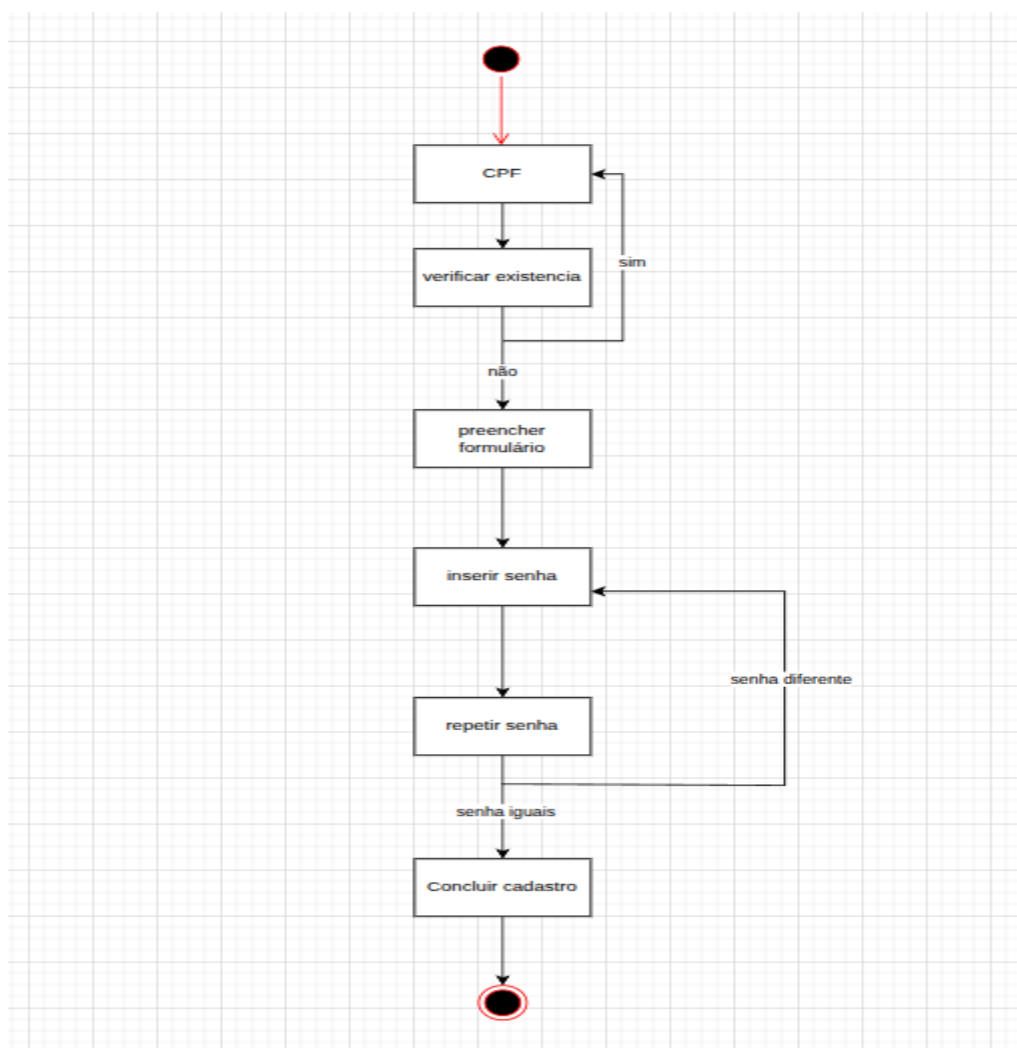 CPF
sim
verificar existencia
não
preencher
formulário
inserir senha
senha diferente
repetir senha
senha iguais
Concluir cadastro